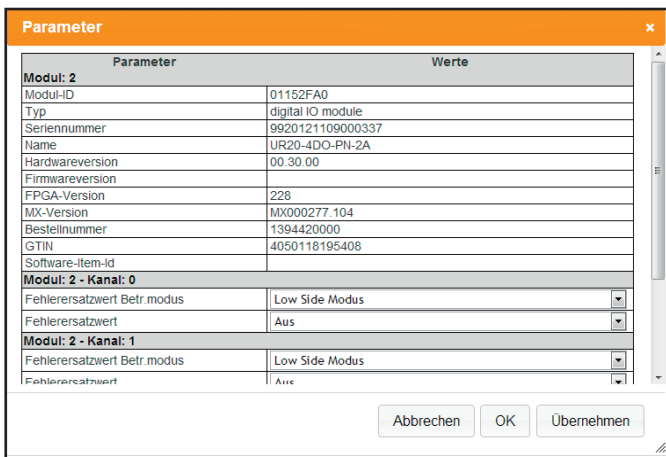 Parameter
Parameter Werte
Modul: 2
Modul-ID 01152FA0
Typ digital IO module
Seriennummer 9920121109000337
Name UR20-4DO-PN-2A
Hardwareversion 00.30.00
Firmwareversion
FPGA-Version 228
MX-Version MX000277.104
Bestellnummer 1394420000
GTIN 4050118195408
Software-Item-Id
Modul: 2 - Kanal: 0
Fehlerersatzwert Betr.modus Low Side Modus
Fehlerersatzwert Aus
Modul: 2 - Kanal: 1
Fehlerersatzwert Betr.modus Low Side Modus
Fehlerersatzwert Aus
Abbrechen OK Übernehmen